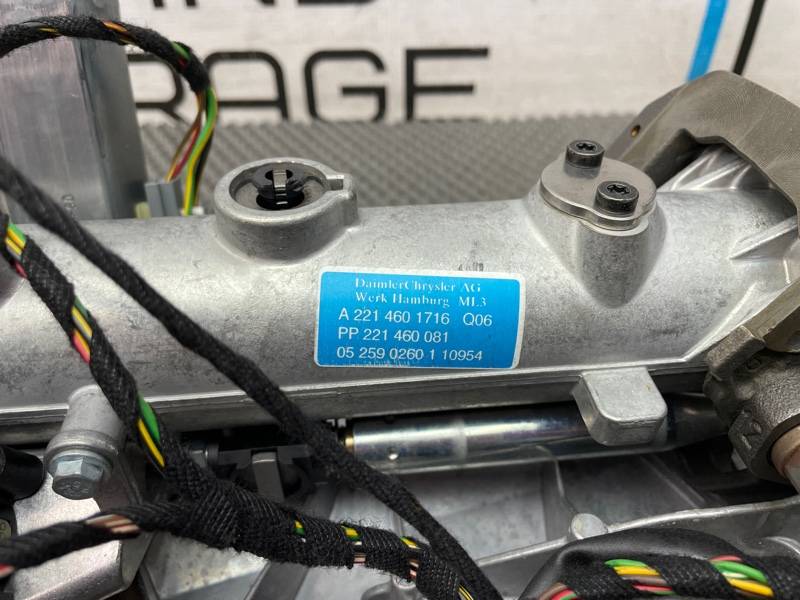 RAGE
DaimlerChrysler AG
Werk Hamburg ML3
A 221 460 1716 Q06
PP 221 460 081
05 259 0260 1 10954